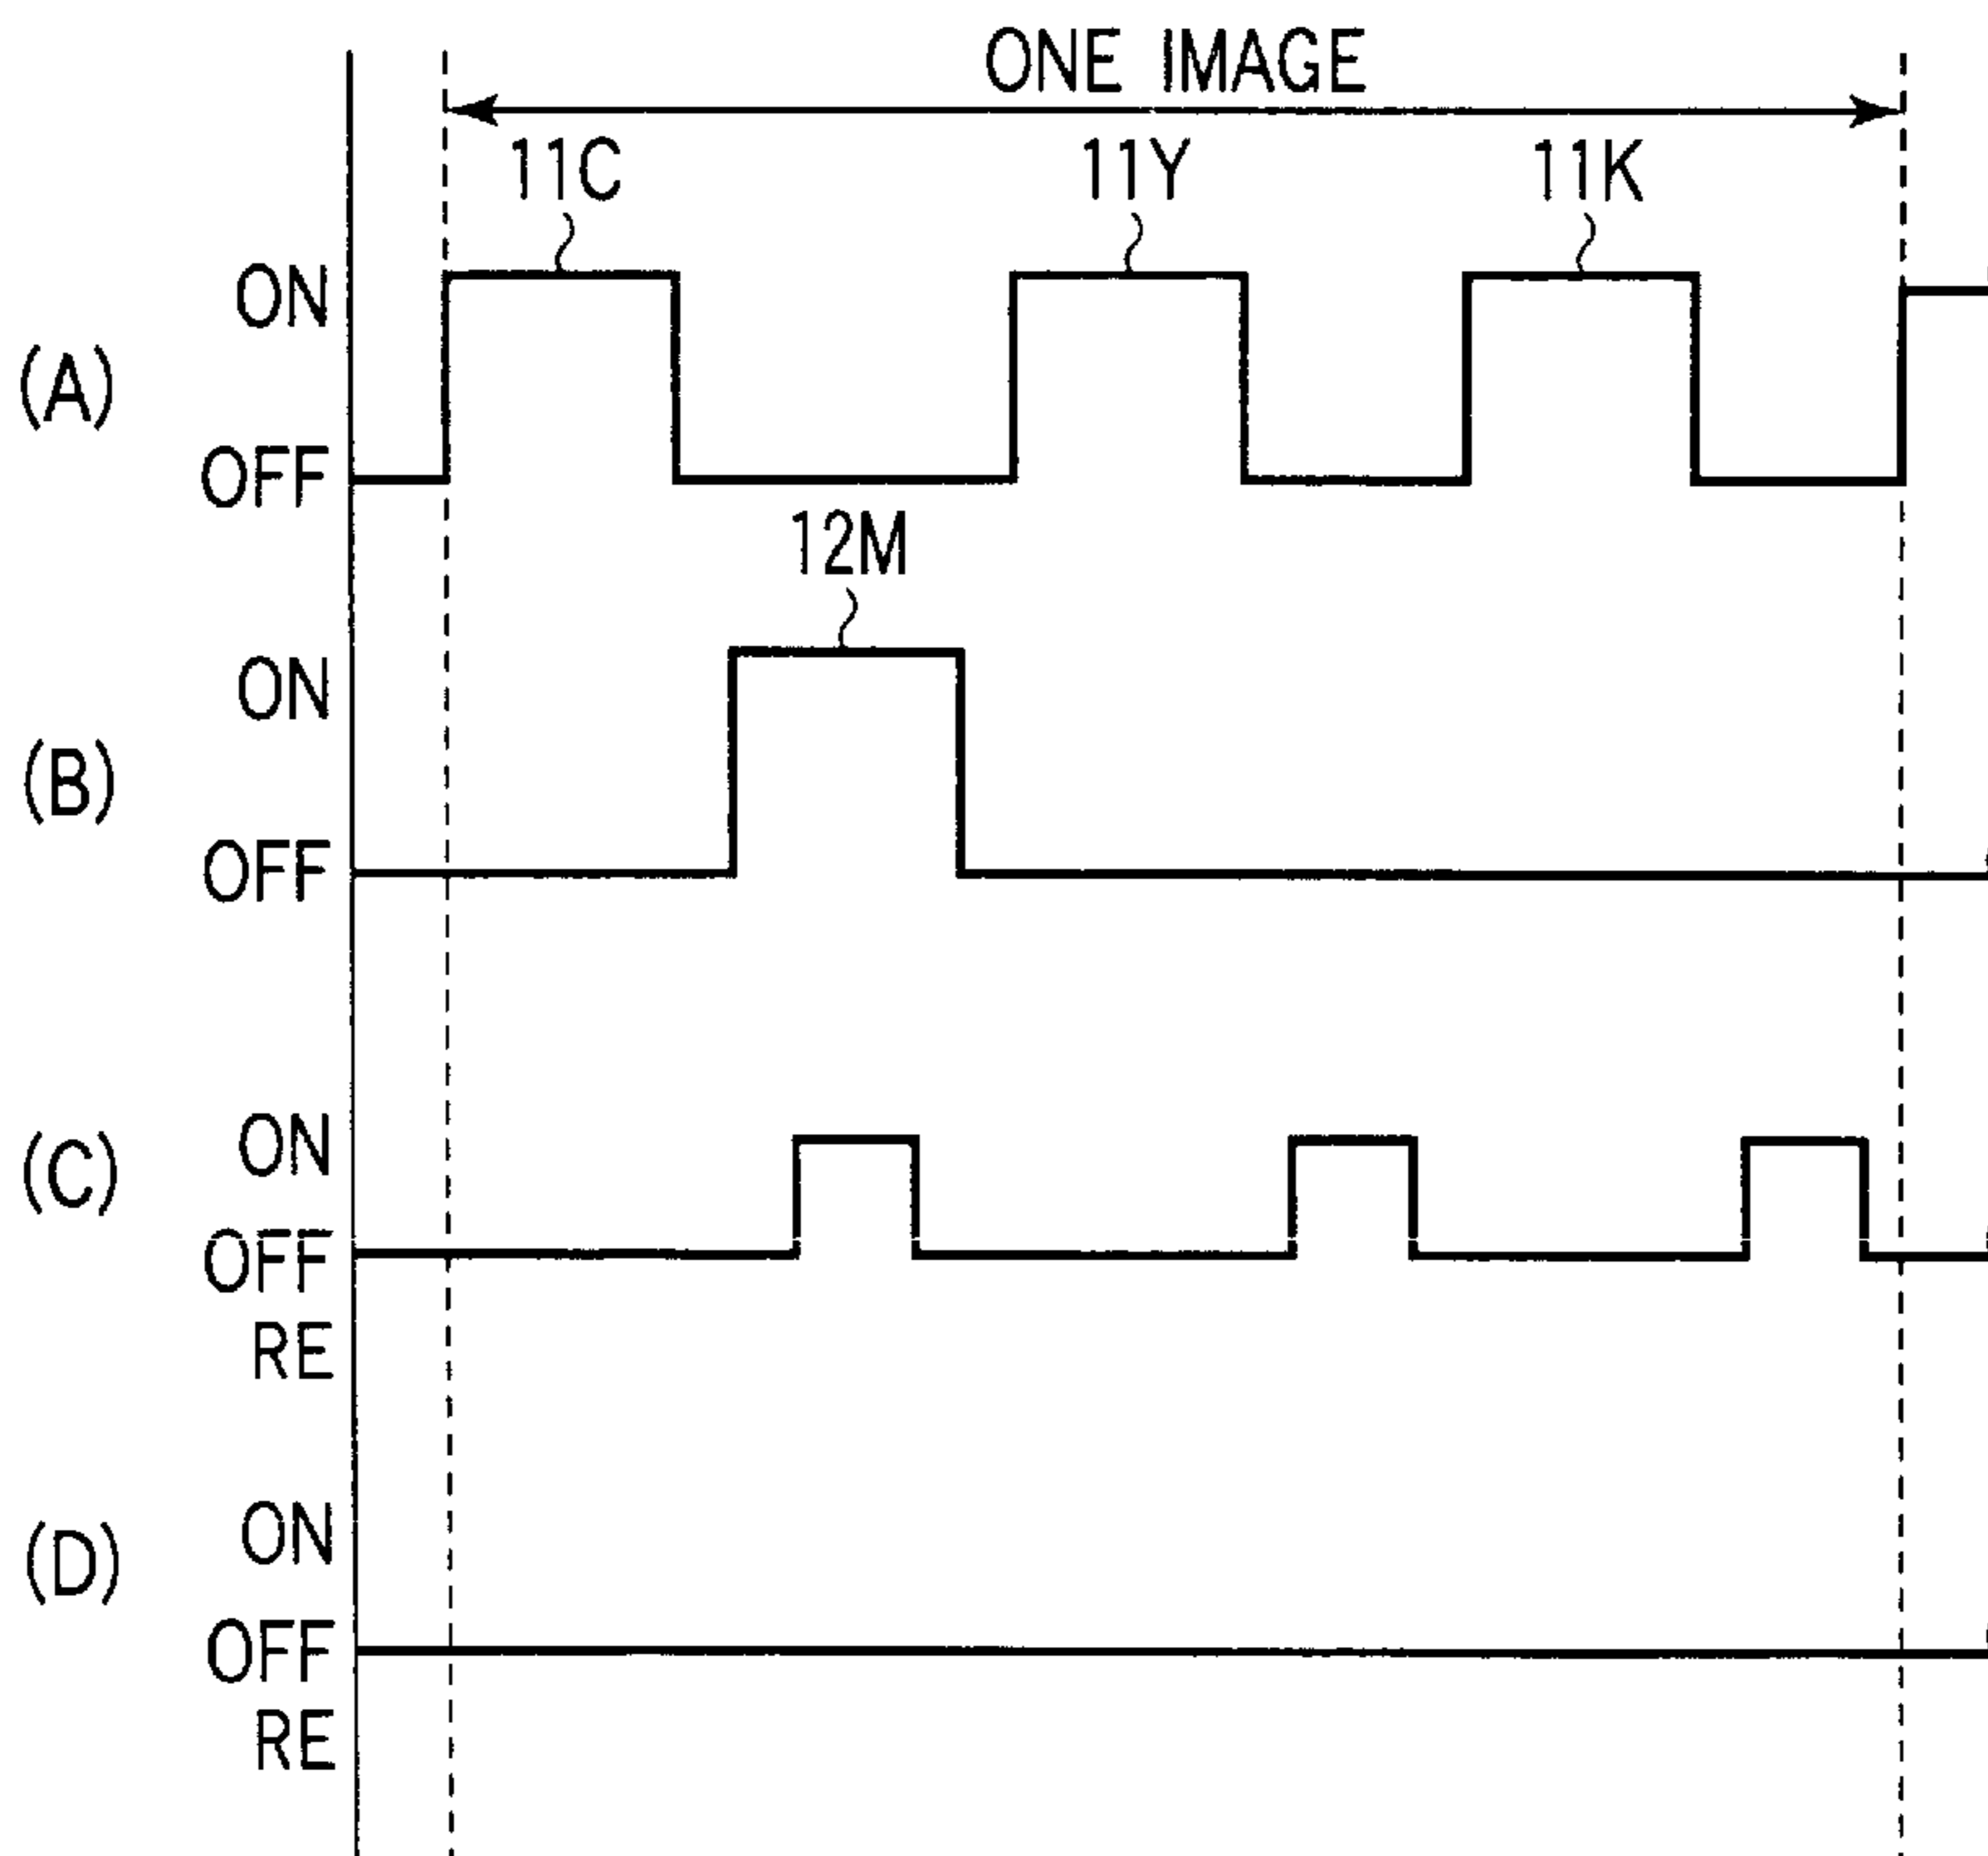 ONE IMAGE
11C 11Y 11K
ON
(A)
OFF
12M
ON
(B)
OFF
ON
(C)
OFF
RE
ON
(D)
OFF
RE